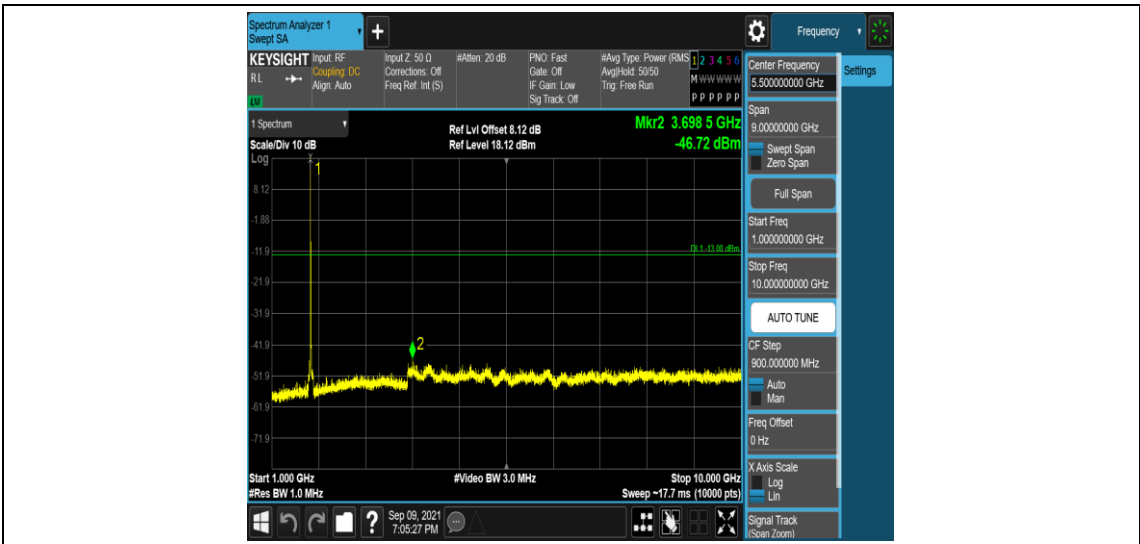 Spectrum Analyzer 1
Swept SA
+
Frequency
KEYSIGHT
RL
LXI
Input: RF
Coupling: DC
Align: Auto
Input Z: 50 Ω
Corrections: Off
Freq Ref: Int (S)
#Atten: 20 dB
PNO: Fast
Gate: Off
IF Gain: Low
Sig Track: Off
#Avg Type: Power (RMS
Avg|Hold: 50/50
Trig: Free Run
1 2 3 4 5 6
M W W W W W
P P P P P P
1 Spectrum
Scale/Div 10 dB
Ref Lvl Offset 8.12 dB
Ref Level 18.12 dBm
Mkr2 3.698 5 GHz
-46.72 dBm
Log
1
8.12
-1.88
-11.9
DL1 -13.00 dBm
-21.9
-31.9
-41.9
2
-51.9
-61.9
-71.9
Start 1.000 GHz
#Res BW 1.0 MHz
#Video BW 3.0 MHz
Stop 10.000 GHz
Sweep ~17.7 ms (10000 pts)
?
Sep 09, 2021
7:05:27 PM
Center Frequency
5.500000000 GHz
Settings
Span
9.00000000 GHz
Swept Span
Zero Span
Full Span
Start Freq
1.000000000 GHz
Stop Freq
10.000000000 GHz
AUTO TUNE
CF Step
900.000000 MHz
Auto
Man
Freq Offset
0 Hz
X Axis Scale
Log
Lin
Signal Track
(Span Zoom)